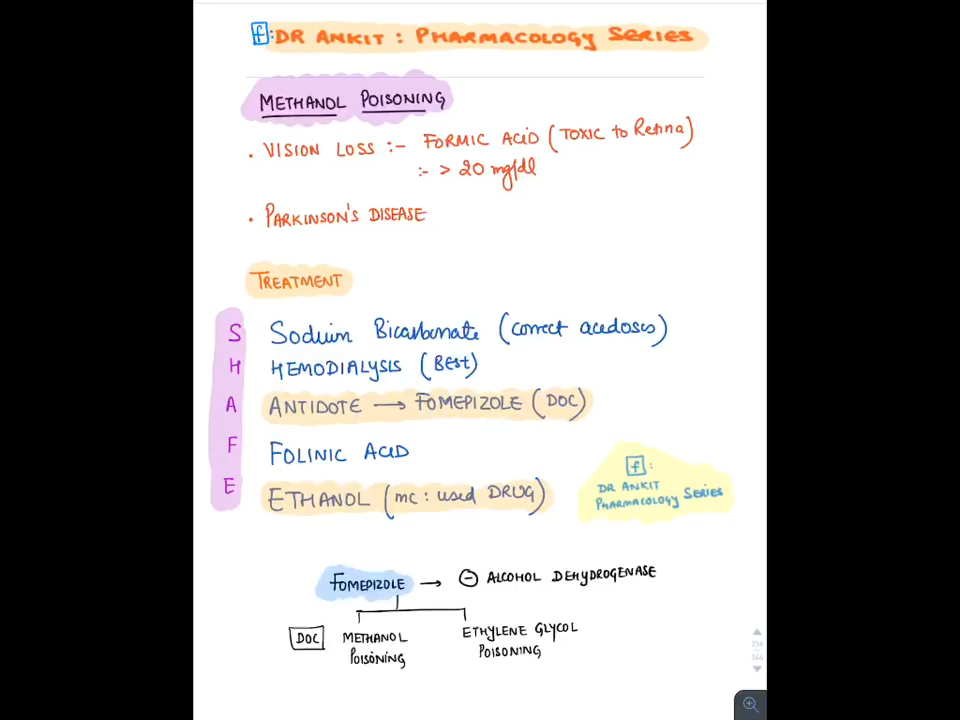 f: DR ANKIT : PHARMACOLOGY SERIES
METHANOL POISONING
• VISION LOSS :- FORMIC ACID (TOXIC to Retina)
:- > 20 mg/dl
• PARKINSON'S DISEASE
TREATMENT
S Sodium Bicarbonate (correct acedoses)
H HEMODIALYSIS (Best)
A ANTIDOTE → FOMEPIZOLE (DOC)
F FOLINIC ACID
E ETHANOL (mc: used DRUG)
f:
DR ANKIT
PHARMACOLOGY SERIES
FOMEPIZOLE → ⊖ ALCOHOL DEHYDROGENASE
DOC METHANOL POISONING
ETHYLENE GLYCOL POISONING
364